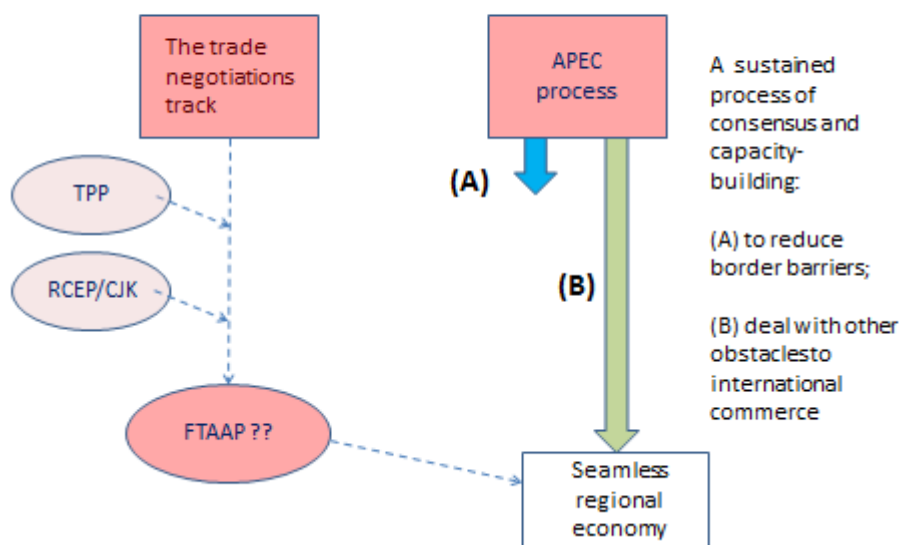 The trade
negotiations
track
APEC
process
A sustained
process of
consensus and
capacity-
building:
(A) to reduce
border barriers;
(B) deal with other
obstaclesto
international
commerce
(A)
(B)
TPP
RCEP/CJK
FTAAP ??
Seamless
regional
economy